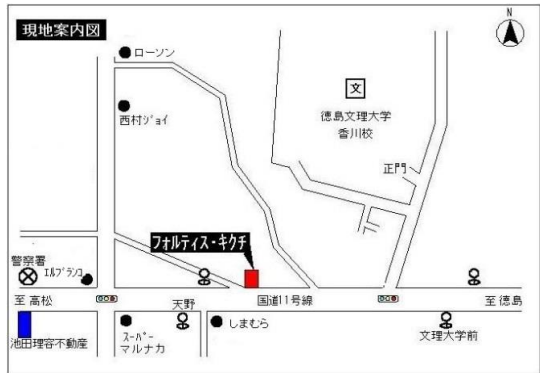 現地案内図
N
ローソン
西村ｼﾞｮｲ
文
徳島文理大学
香川校
正門
フォルティス・キクチ
警察署
ｴﾙﾌﾞﾗﾝｺ
至 高松
天野
国道11号線
至 徳島
池田理容不動産
ｽｰﾊﾟｰ
マルナカ
しまむら
文理大学前